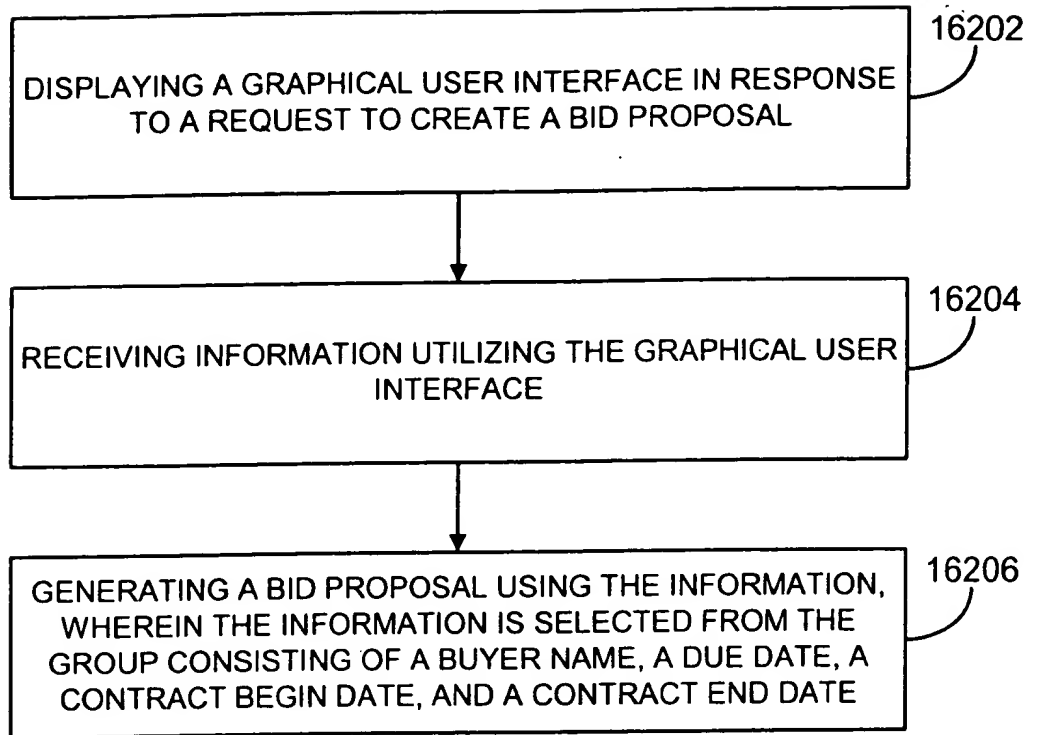 16202
DISPLAYING A GRAPHICAL USER INTERFACE IN RESPONSE
TO A REQUEST TO CREATE A BID PROPOSAL
16204
RECEIVING INFORMATION UTILIZING THE GRAPHICAL USER
INTERFACE
16206
GENERATING A BID PROPOSAL USING THE INFORMATION,
WHEREIN THE INFORMATION IS SELECTED FROM THE
GROUP CONSISTING OF A BUYER NAME, A DUE DATE, A
CONTRACT BEGIN DATE, AND A CONTRACT END DATE